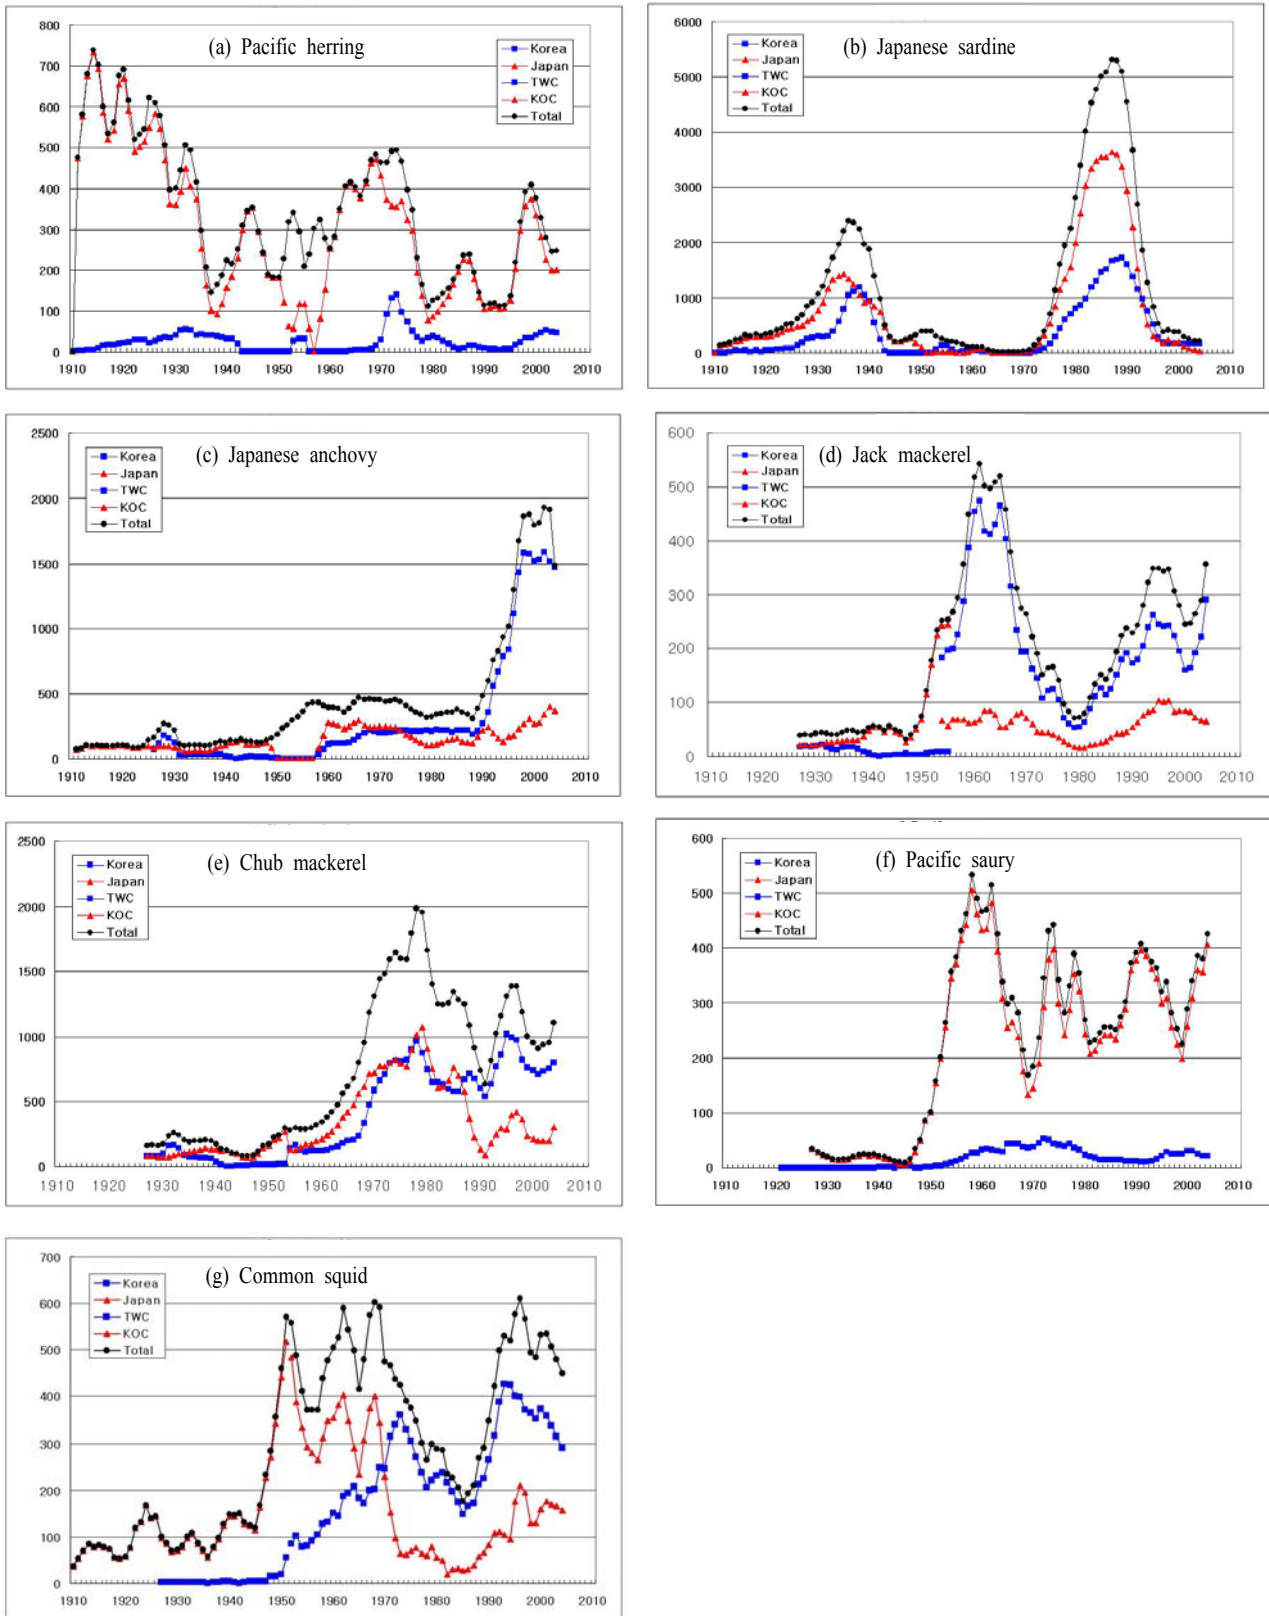 (a) Pacific herring
800
700
600
500
400
300
200
100
0
Korea
Japan
TWC
KOC
Total
1910 1920 1930 1940 1950 1960 1970 1980 1990 2000 2010
(b) Japanese sardine
6000
5000
4000
3000
2000
1000
0
Korea
Japan
TWC
KOC
Total
1910 1920 1930 1940 1950 1960 1970 1980 1990 2000 2010
(c) Japanese anchovy
2500
2000
1500
1000
500
0
Korea
Japan
TWC
KOC
Total
1910 1920 1930 1940 1950 1960 1970 1980 1990 2000 2010
(d) Jack mackerel
600
500
400
300
200
100
0
Korea
Japan
TWC
KOC
Total
1910 1920 1930 1940 1950 1960 1970 1980 1990 2000 2010
(e) Chub mackerel
2500
2000
1500
1000
500
0
Korea
Japan
TWC
KOC
Total
1910 1920 1930 1940 1950 1960 1970 1980 1990 2000 2010
(f) Pacific saury
600
500
400
300
200
100
0
Korea
Japan
TWC
KOC
Total
1910 1920 1930 1940 1950 1960 1970 1980 1990 2000 2010
(g) Common squid
700
600
500
400
300
200
100
0
Korea
Japan
TWC
KOC
Total
1910 1920 1930 1940 1950 1960 1970 1980 1990 2000 2010